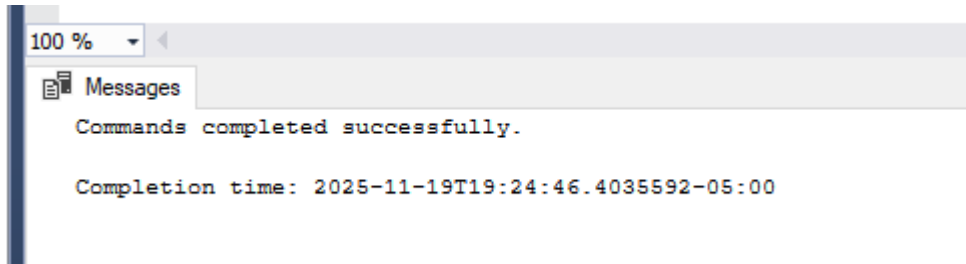 100 %
Messages
Commands completed successfully.
Completion time: 2025-11-19T19:24:46.4035592-05:00